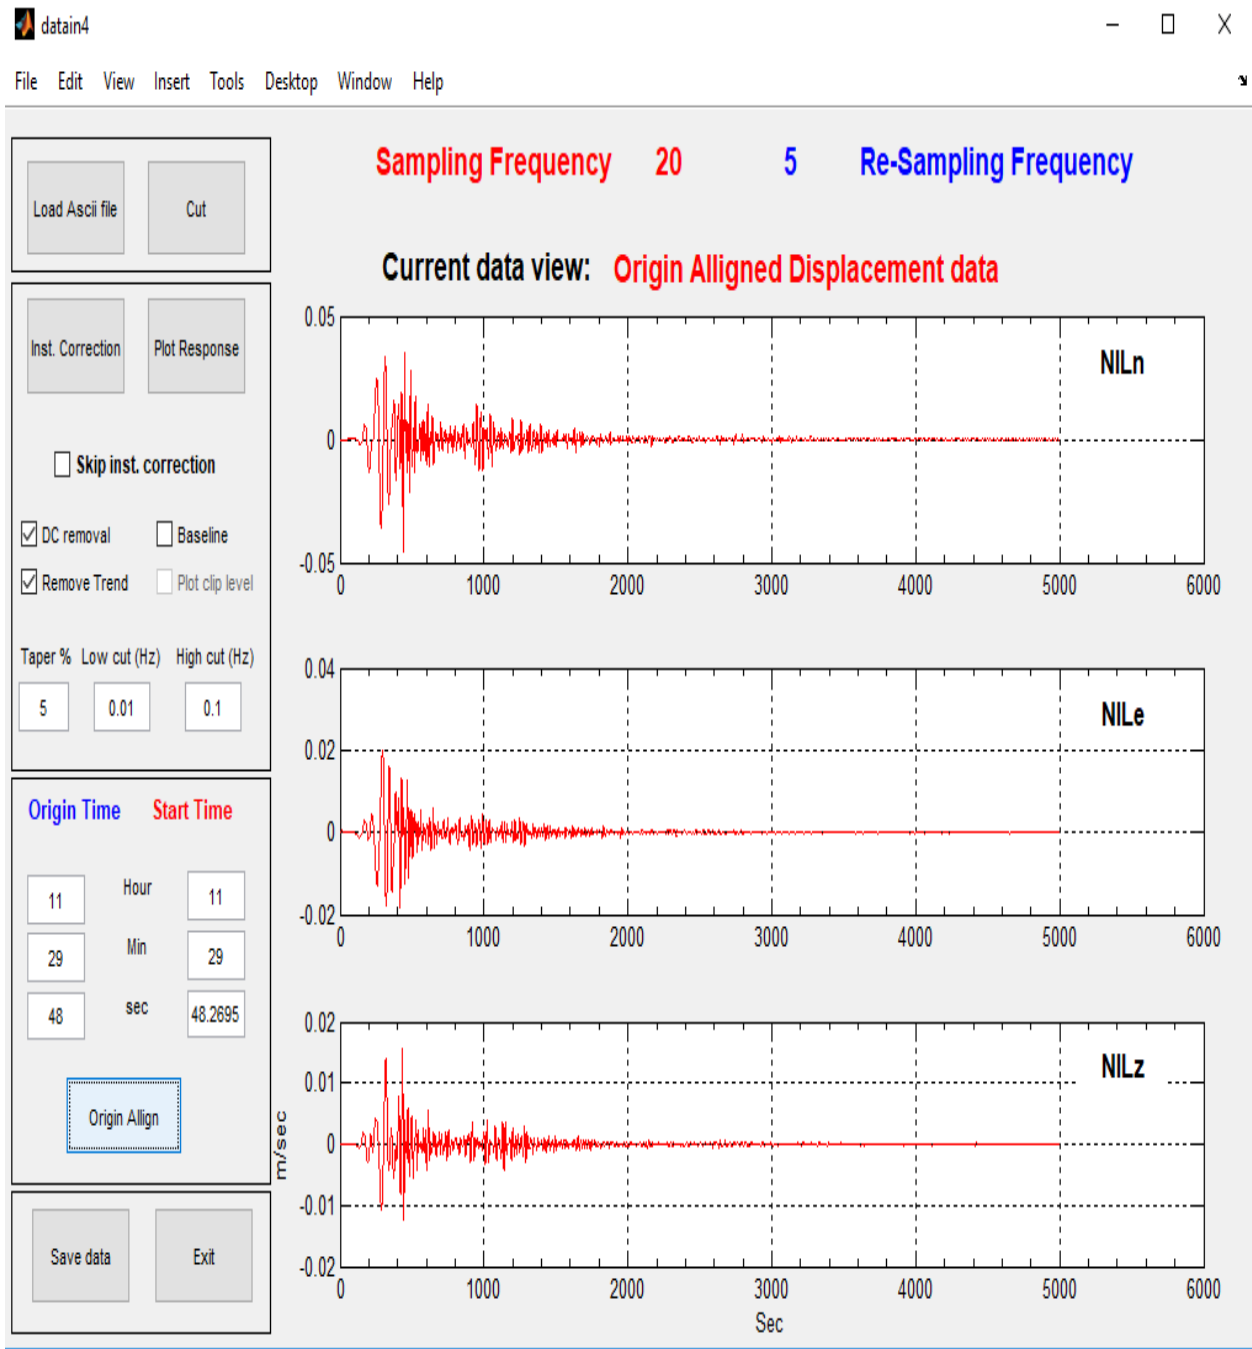 datain4
File Edit View Insert Tools Desktop Window Help
Load Ascii file Cut
Inst. Correction Plot Response
Skip inst. correction
DC removal Baseline
Remove Trend Plot clip level
Taper % Low cut (Hz) High cut (Hz)
5 0.01 0.1
Origin Time Start Time
11 Hour 11
29 Min 29
48 sec 48.2695
Origin Allign
Save data Exit
Sampling Frequency 20 5 Re-Sampling Frequency
Current data view: Origin Alligned Displacement data
0.05
NILn
0
-0.05
0 1000 2000 3000 4000 5000 6000
0.04
NILe
0.02
0
-0.02
0 1000 2000 3000 4000 5000 6000
0.02
NILz
0.01
0
m/sec
-0.01
-0.02
0 1000 2000 3000 4000 5000 6000
Sec